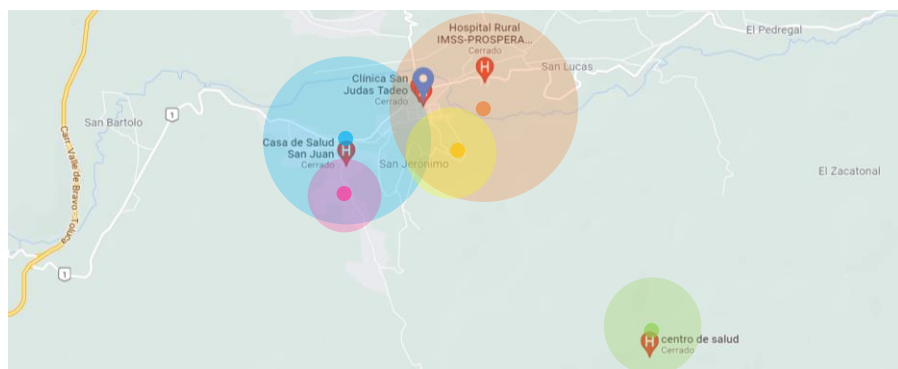 Hospital Rural
IMSS-PROSPERA...
Cerrado
El Pedregal
San Lucas
Clínica San
Judas Tadeo
Cerrado
1
San Bartolo
Casa de Salud
San Juan
Cerrado
San Jerónimo
El Zacatonal
Carr. Valle de Bravo - Toluca
1
centro de salud
Cerrado
H
H
H